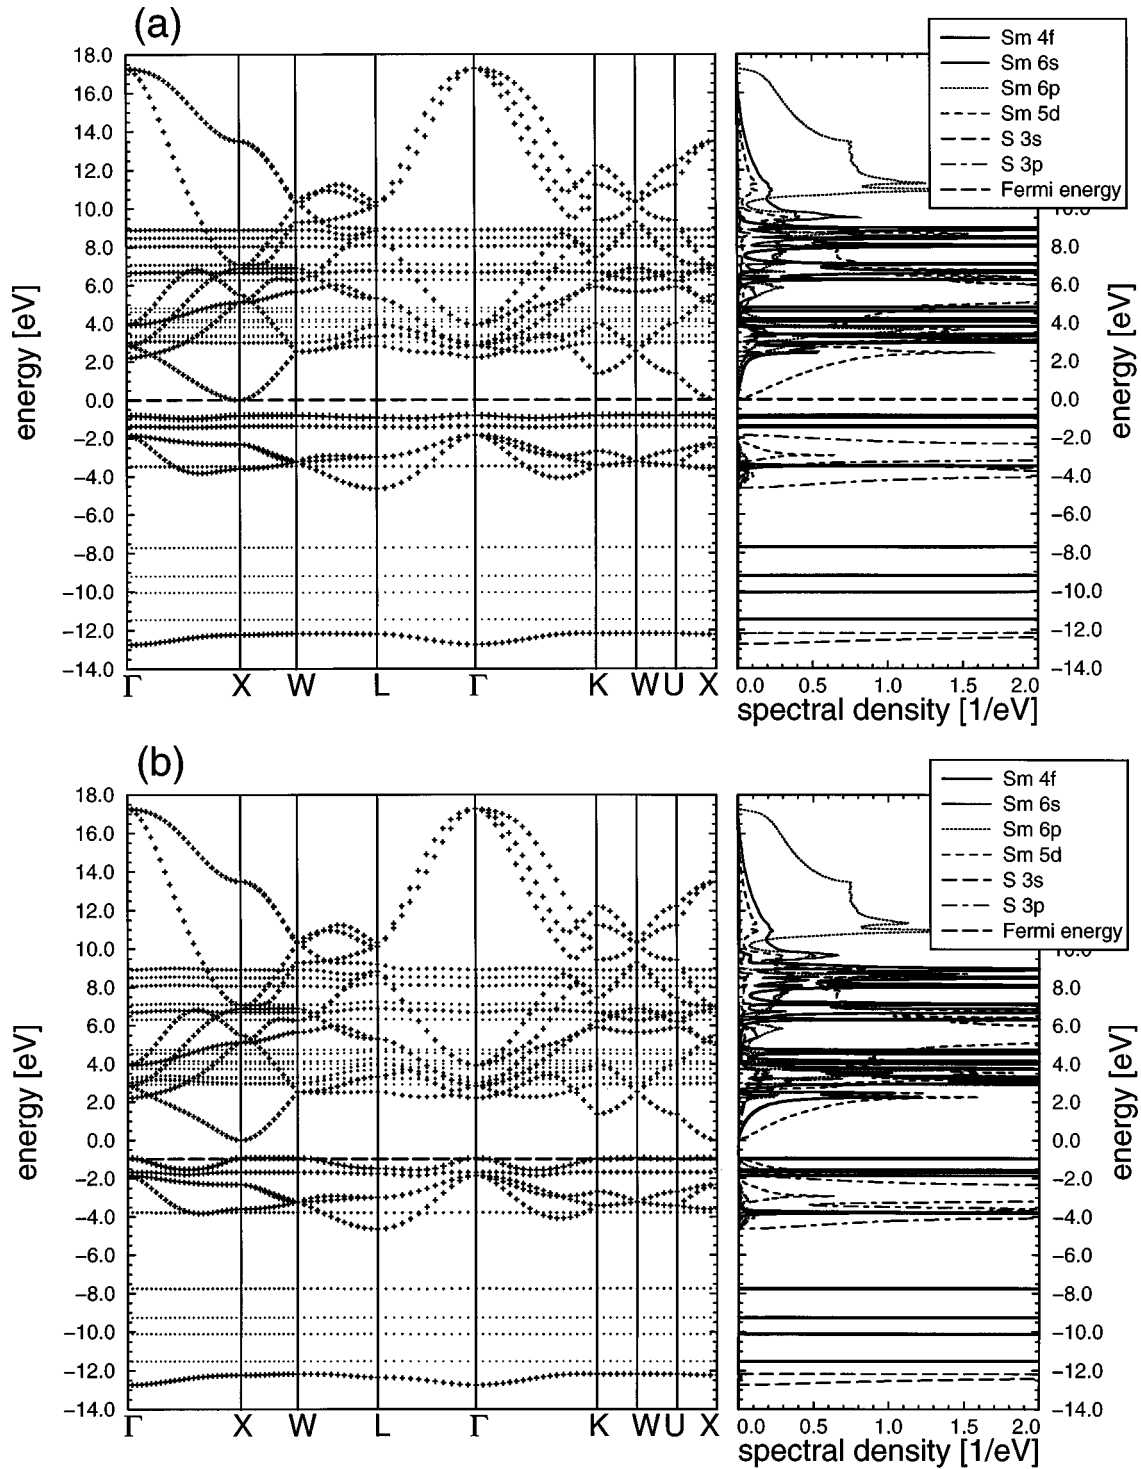 (a)
energy [eV]
18.0
16.0
14.0
12.0
10.0
8.0
6.0
4.0
2.0
0.0
−2.0
−4.0
−6.0
−8.0
−10.0
−12.0
−14.0
Γ X W L Γ K W U X
Sm 4f
Sm 6s
Sm 6p
Sm 5d
S 3s
S 3p
Fermi energy
10.0
8.0
6.0
4.0
2.0
0.0
−2.0
−4.0
−6.0
−8.0
−10.0
−12.0
−14.0
energy [eV]
0.0 0.5 1.0 1.5 2.0
spectral density [1/eV]
(b)
energy [eV]
18.0
16.0
14.0
12.0
10.0
8.0
6.0
4.0
2.0
0.0
−2.0
−4.0
−6.0
−8.0
−10.0
−12.0
−14.0
Γ X W L Γ K W U X
Sm 4f
Sm 6s
Sm 6p
Sm 5d
S 3s
S 3p
Fermi energy
10.0
8.0
6.0
4.0
2.0
0.0
−2.0
−4.0
−6.0
−8.0
−10.0
−12.0
−14.0
energy [eV]
0.0 0.5 1.0 1.5 2.0
spectral density [1/eV]